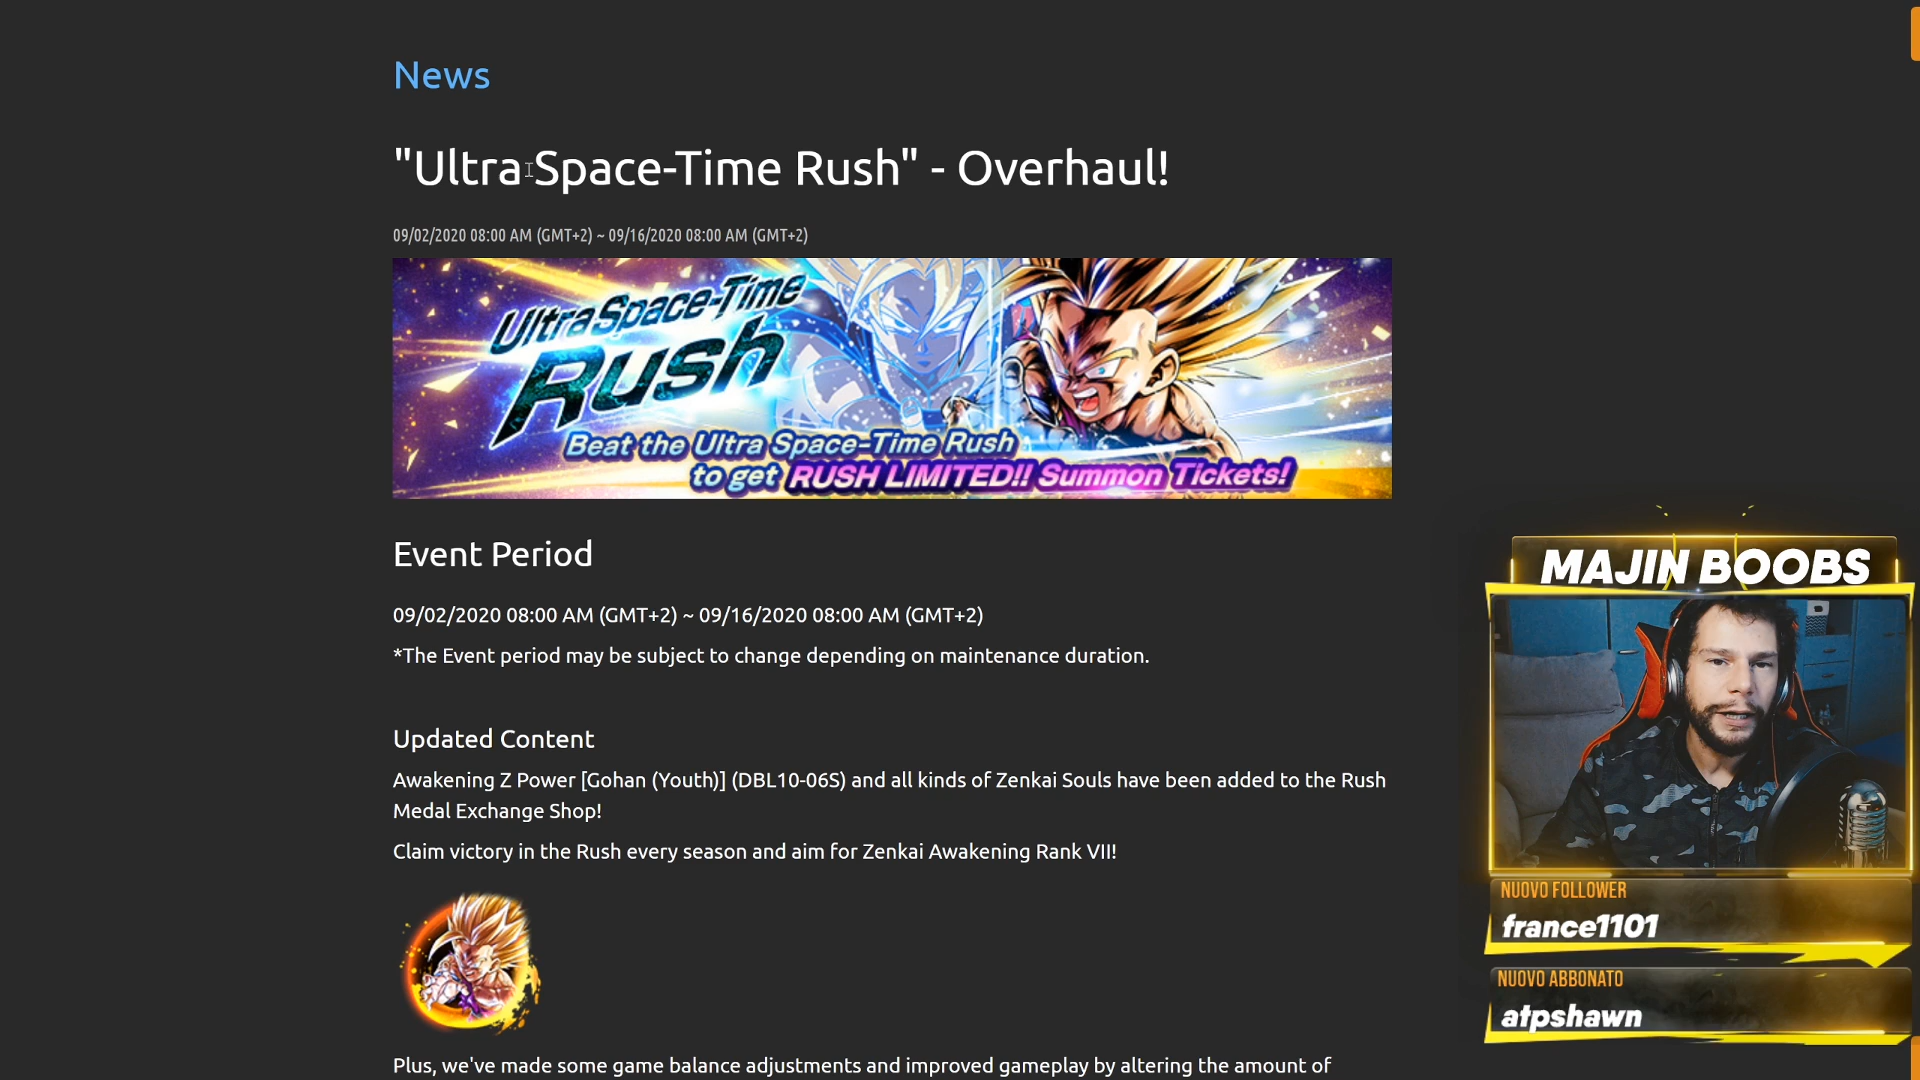 News
"Ultra Space-Time Rush" - Overhaul!
09/02/2020 08:00 AM (GMT+2) ~ 09/16/2020 08:00 AM (GMT+2)
Ultra Space-Time
Rush
Beat the Ultra Space-Time Rush
to get RUSH LIMITED!! Summon Tickets!
Event Period
09/02/2020 08:00 AM (GMT+2) ~ 09/16/2020 08:00 AM (GMT+2)
*The Event period may be subject to change depending on maintenance duration.
Updated Content
Awakening Z Power [Gohan (Youth)] (DBL10-06S) and all kinds of Zenkai Souls have been added to the Rush
Medal Exchange Shop!
Claim victory in the Rush every season and aim for Zenkai Awakening Rank VII!
Plus, we've made some game balance adjustments and improved gameplay by altering the amount of
MAJIN BOOBS
NUOVO FOLLOWER
france1101
NUOVO ABBONATO
atpshawn